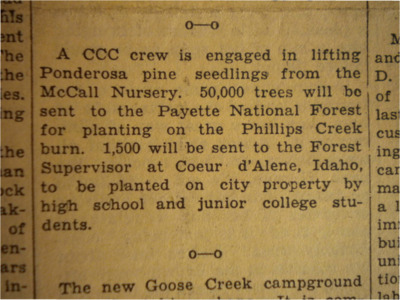 o—o
A CCC crew is engaged in lifting
Ponderosa pine seedlings from the
McCall Nursery. 50,000 trees will be
sent to the Payette National Forest
for planting on the Phillips Creek
burn. 1,500 will be sent to the Forest
Supervisor at Coeur d'Alene, Idaho,
to be planted on city property by
high school and junior college stu-
dents.
o—o
The new Goose Creek campground